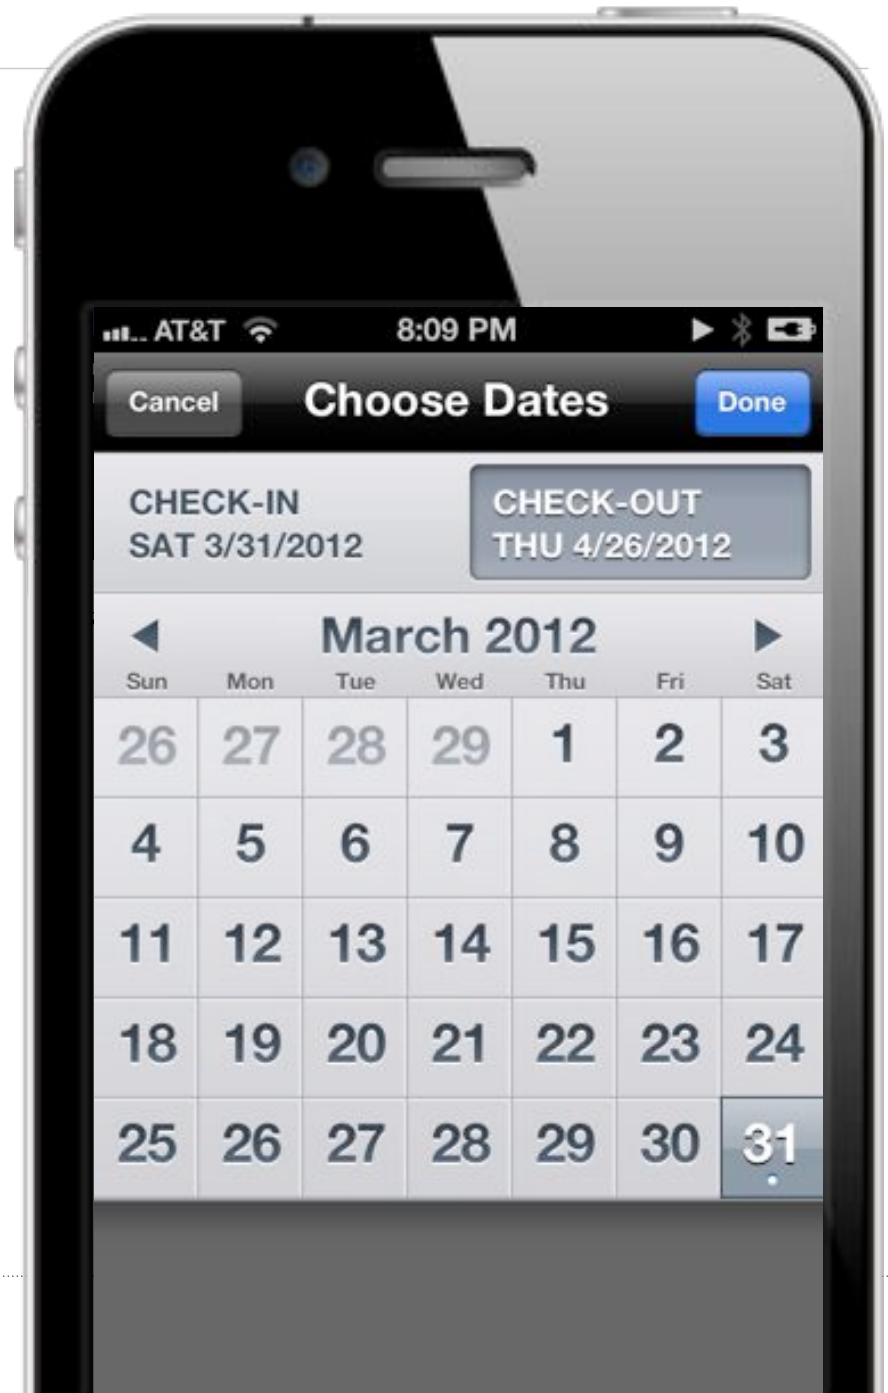 AT&T 8:09 PM
Cancel Choose Dates Done
CHECK-IN CHECK-OUT
SAT 3/31/2012 THU 4/26/2012
March 2012
Sun Mon Tue Wed Thu Fri Sat
26 27 28 29 1 2 3
4 5 6 7 8 9 10
11 12 13 14 15 16 17
18 19 20 21 22 23 24
25 26 27 28 29 30 31